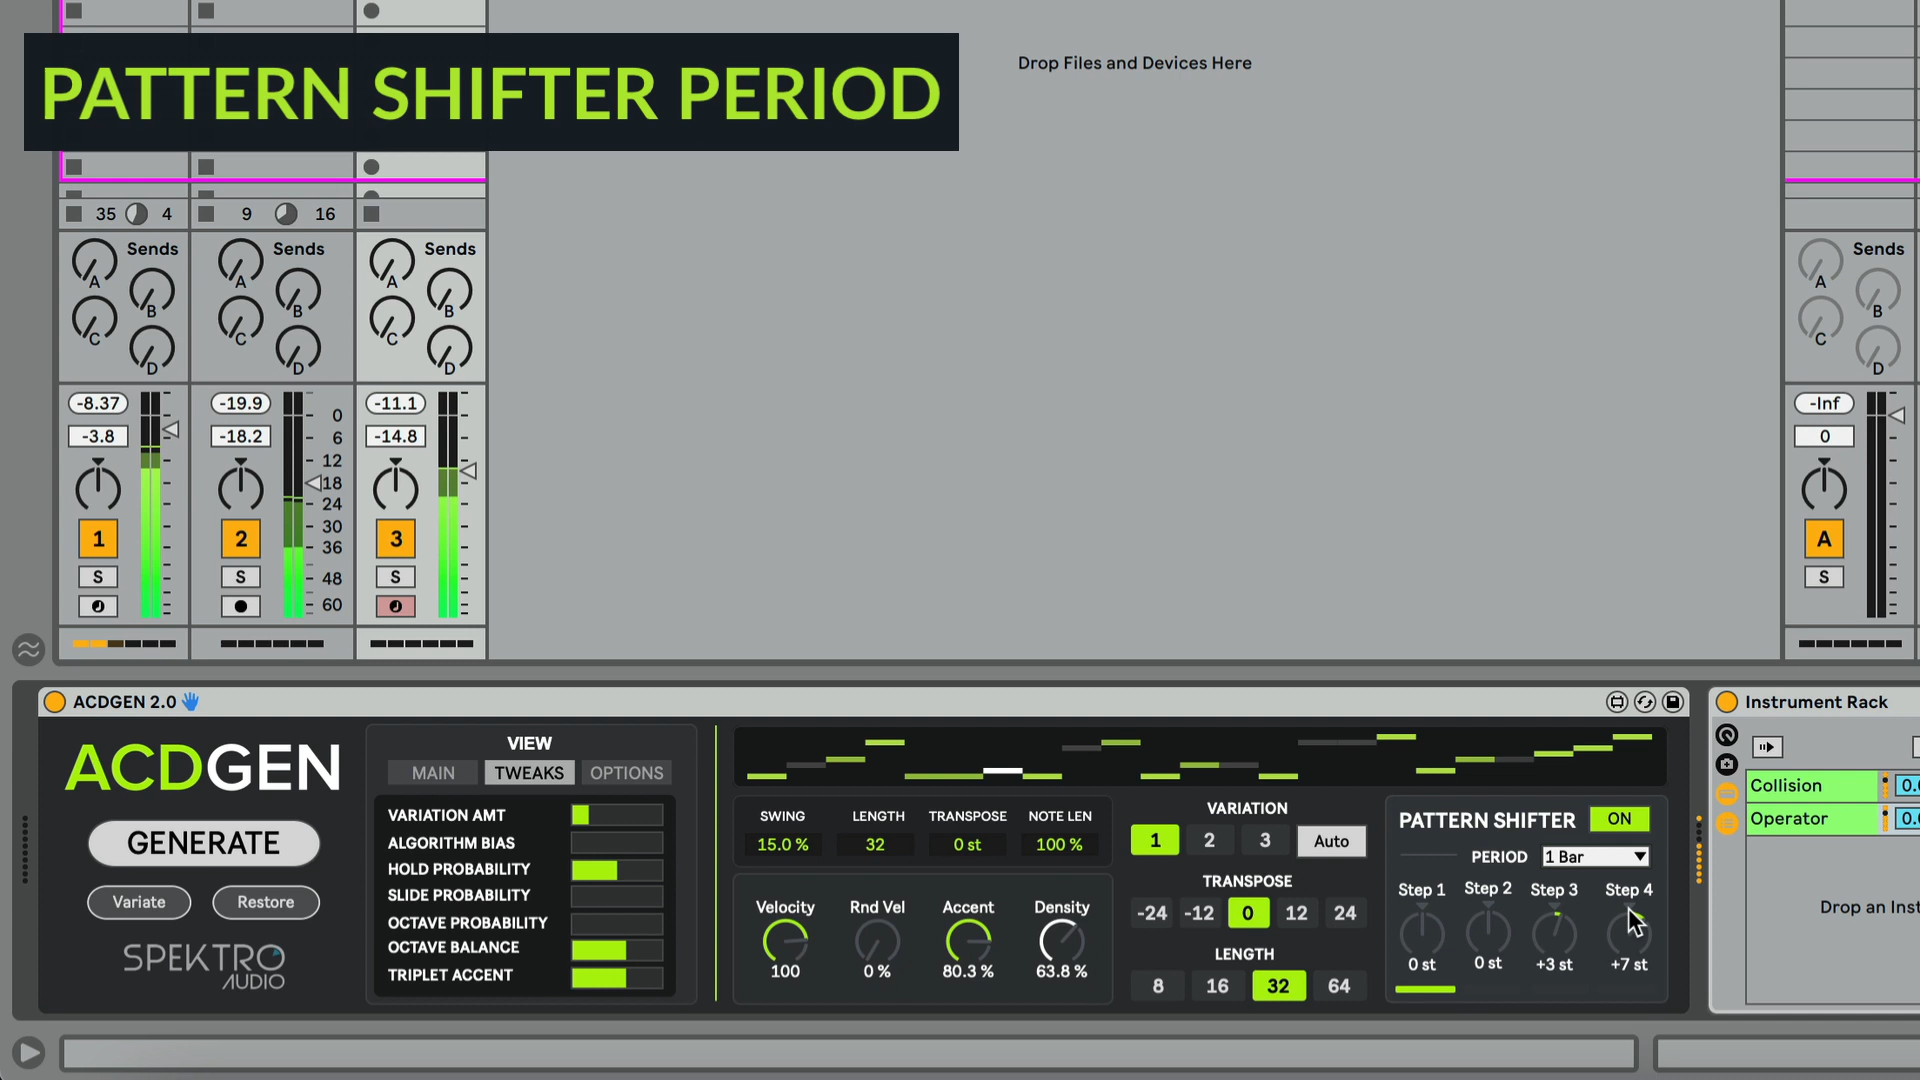 PATTERN SHIFTER PERIOD
Drop Files and Devices Here
35 4 9 16
Sends Sends Sends Sends
A A A A
B B B B
C C C C
D D D D
-8.37 -19.9 -11.1 -Inf
-3.8 -18.2 -14.8 0
0
6
12
18
24
30
36
48
60
1 2 3 A
S S S S
ACDGEN 2.0
Instrument Rack
ACDGEN
GENERATE
Variate Restore
SPEKTRO
AUDIO
VIEW
MAIN TWEAKS OPTIONS
VARIATION AMT
ALGORITHM BIAS
HOLD PROBABILITY
SLIDE PROBABILITY
OCTAVE PROBABILITY
OCTAVE BALANCE
TRIPLET ACCENT
SWING LENGTH TRANSPOSE NOTE LEN
15.0 % 32 0 st 100 %
Velocity Rnd Vel Accent Density
100 0 % 80.3 % 63.8 %
VARIATION
1 2 3 Auto
TRANSPOSE
-24 -12 0 12 24
LENGTH
8 16 32 64
PATTERN SHIFTER ON
PERIOD 1 Bar
Step 1 Step 2 Step 3 Step 4
0 st 0 st +3 st +7 st
Collision
Operator
Drop an Inst